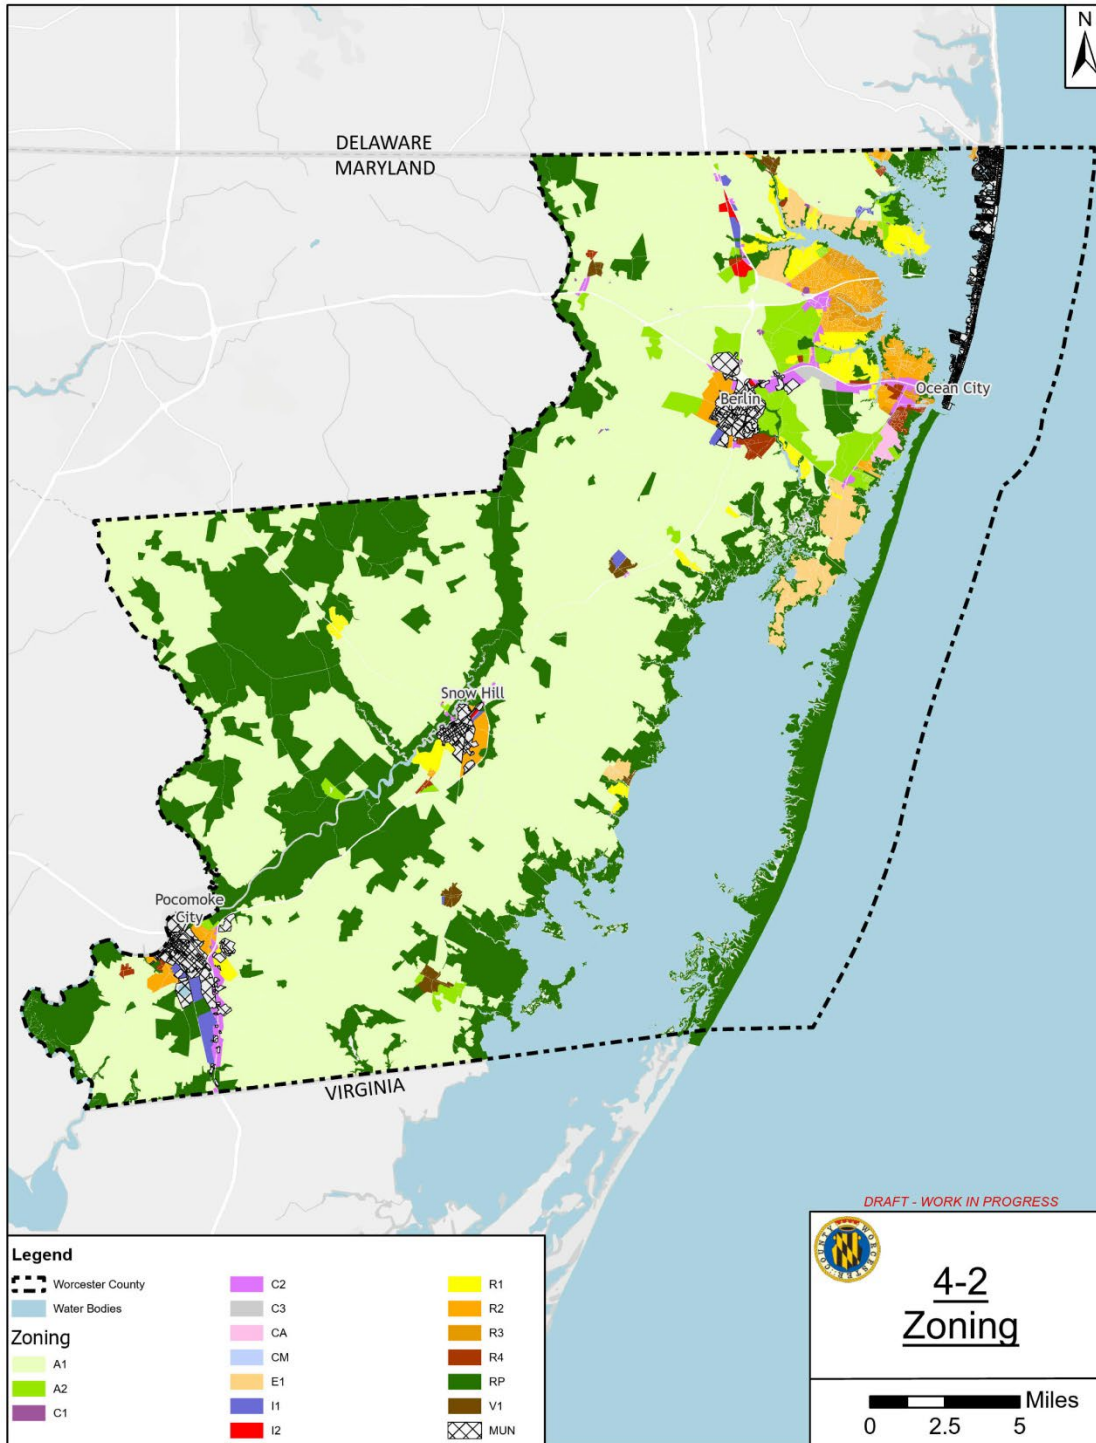 N
DELAWARE
MARYLAND
Ocean City
Berlin
Snow Hill
Pocomoke
City
VIRGINIA
DRAFT - WORK IN PROGRESS
Legend
Worcester County
Water Bodies
Zoning
A1
A2
C1
C2
C3
CA
CM
E1
I1
I2
R1
R2
R3
R4
RP
V1
MUN
WORCESTER COUNTY
4-2
Zoning
Miles
0 2.5 5